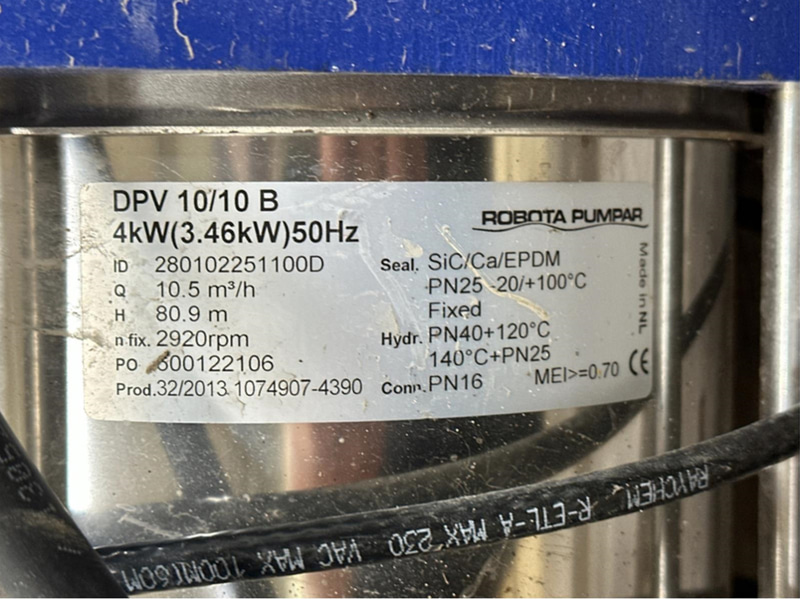 DPV 10/10 B
4kW(3.46kW)50Hz
ID 280102251100D
Q 10.5 m³/h
H 80.9 m
n fix. 2920rpm
PO 600122106
Prod. 32/2013 1074907-4390
ROBOTA PUMPAR
Seal. SiC/Ca/EPDM
PN25 -20/+100°C
Fixed
Hydr. PN40+120°C
140°C+PN25
Conn. PN16
MEI>=0.70 CE
Made in NL
RAYCHEM R-ETL-A MAX 230 VAC MAX 100M/60M